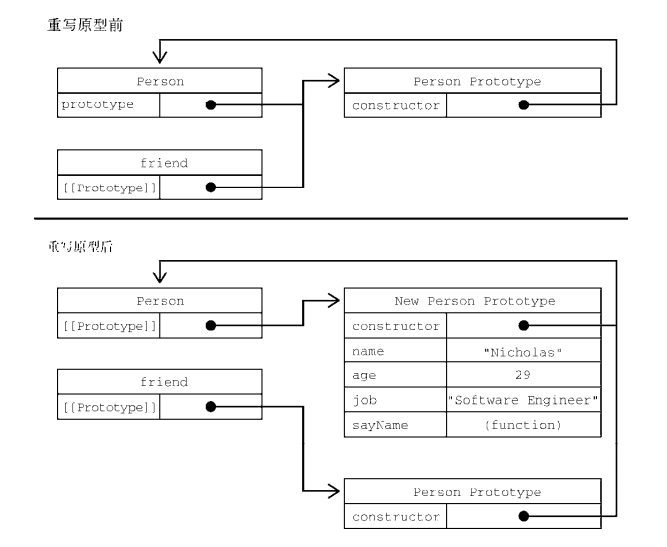 重写原型前
Person
prototype
Person Prototype
constructor
friend
[[Prototype]]
重写原型后
Person
[[Prototype]]
New Person Prototype
constructor
name "Nicholas"
age 29
job "Software Engineer"
sayName (function)
friend
[[Prototype]]
Person Prototype
constructor